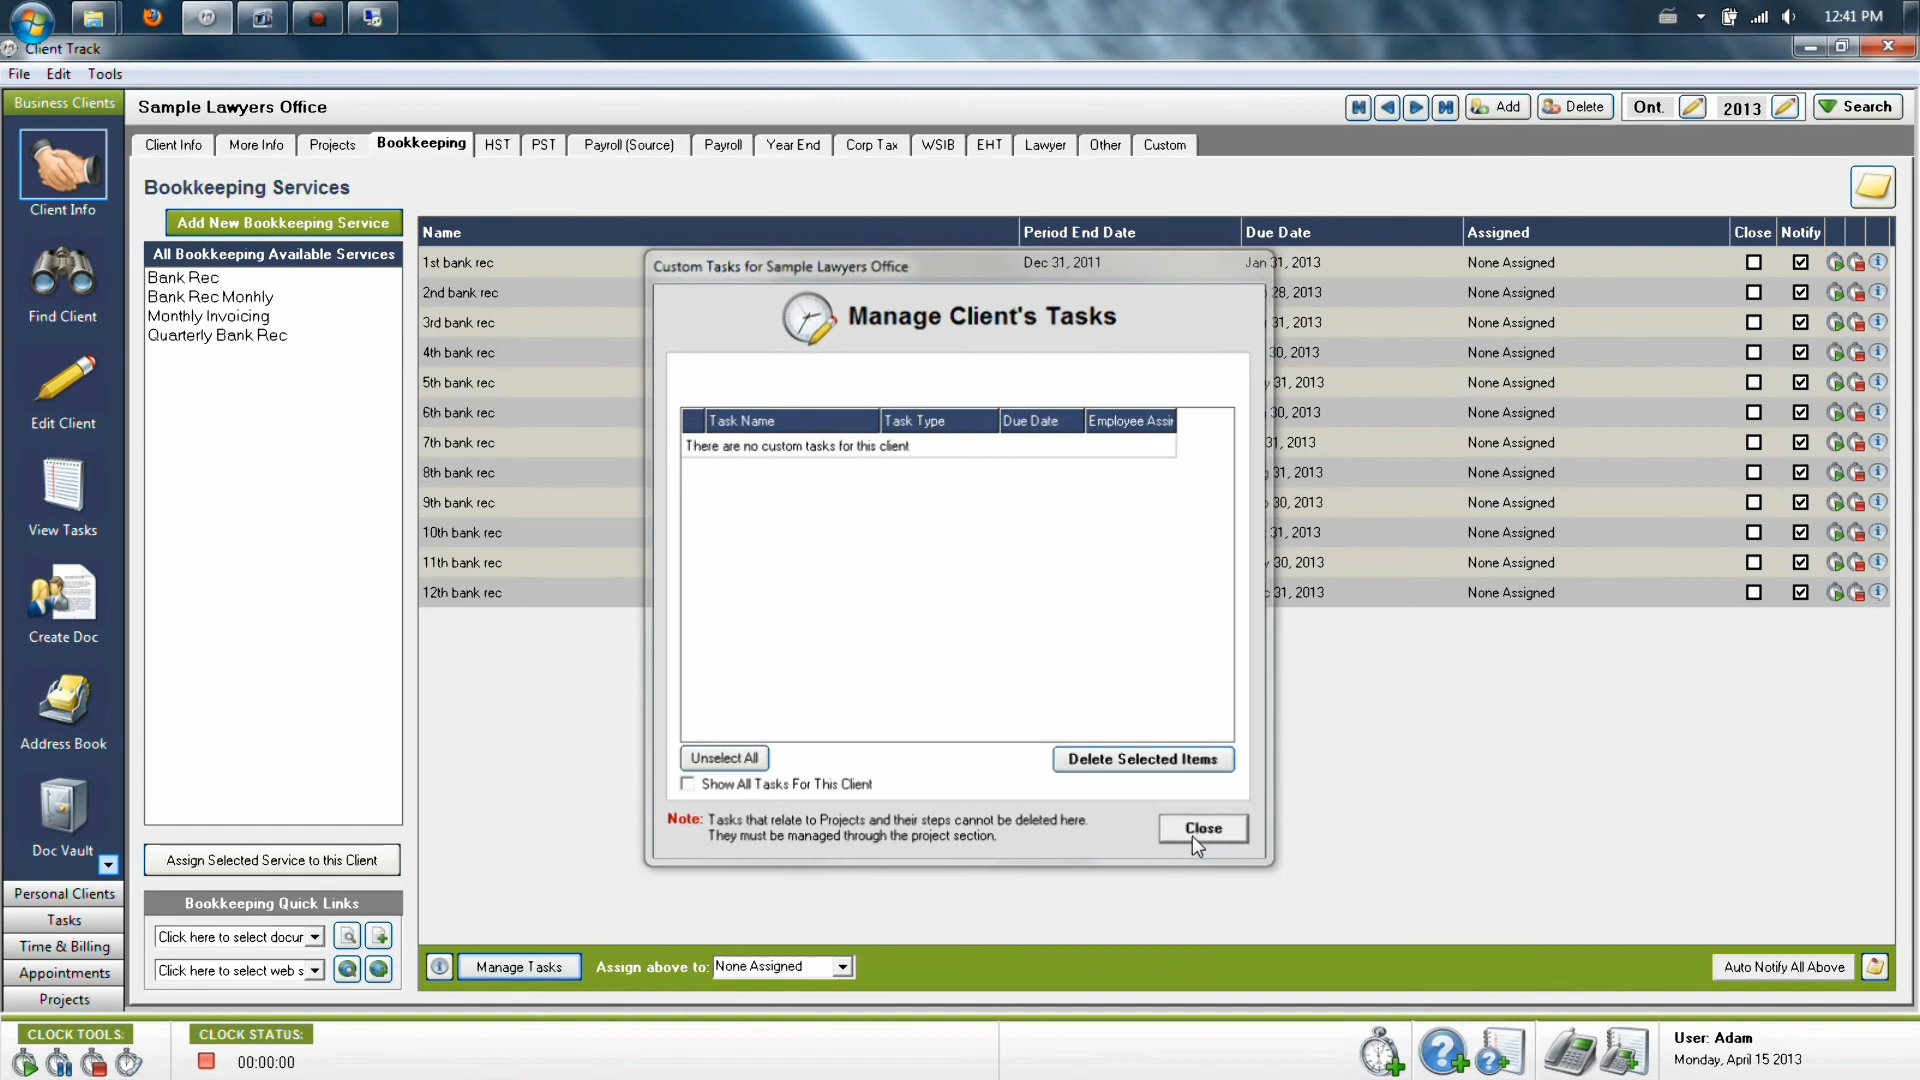 12:41 PM
Client Track
File Edit Tools
Business Clients
Sample Lawyers Office
Add
Delete
Ont.
2013
Search
Client Info More Info Projects Bookkeeping HST PST Payroll (Source) Payroll Year End Corp Tax WSIB EHT Lawyer Other Custom
Client Info
Find Client
Edit Client
View Tasks
Create Doc
Address Book
Doc Vault
Personal Clients
Tasks
Time & Billing
Appointments
Projects
Bookkeeping Services
Add New Bookkeeping Service
All Bookkeeping Available Services
Bank Rec
Bank Rec Monhly
Monthly Invoicing
Quarterly Bank Rec
Assign Selected Service to this Client
Bookkeeping Quick Links
Click here to select docur
Click here to select web s
Name Period End Date Due Date Assigned Close Notify
1st bank rec Dec 31, 2011 Jan 31, 2013 None Assigned
2nd bank rec 28, 2013 None Assigned
3rd bank rec 31, 2013 None Assigned
4th bank rec 30, 2013 None Assigned
5th bank rec 31, 2013 None Assigned
6th bank rec 30, 2013 None Assigned
7th bank rec 31, 2013 None Assigned
8th bank rec 31, 2013 None Assigned
9th bank rec 30, 2013 None Assigned
10th bank rec 31, 2013 None Assigned
11th bank rec 30, 2013 None Assigned
12th bank rec 31, 2013 None Assigned
Custom Tasks for Sample Lawyers Office
Manage Client's Tasks
Task Name Task Type Due Date Employee Assi
There are no custom tasks for this client
Unselect All
Delete Selected Items
Show All Tasks For This Client
Note: Tasks that relate to Projects and their steps cannot be deleted here.
They must be managed through the project section.
Close
Manage Tasks
Assign above to: None Assigned
Auto Notify All Above
CLOCK TOOLS:
CLOCK STATUS:
00:00:00
User: Adam
Monday, April 15 2013